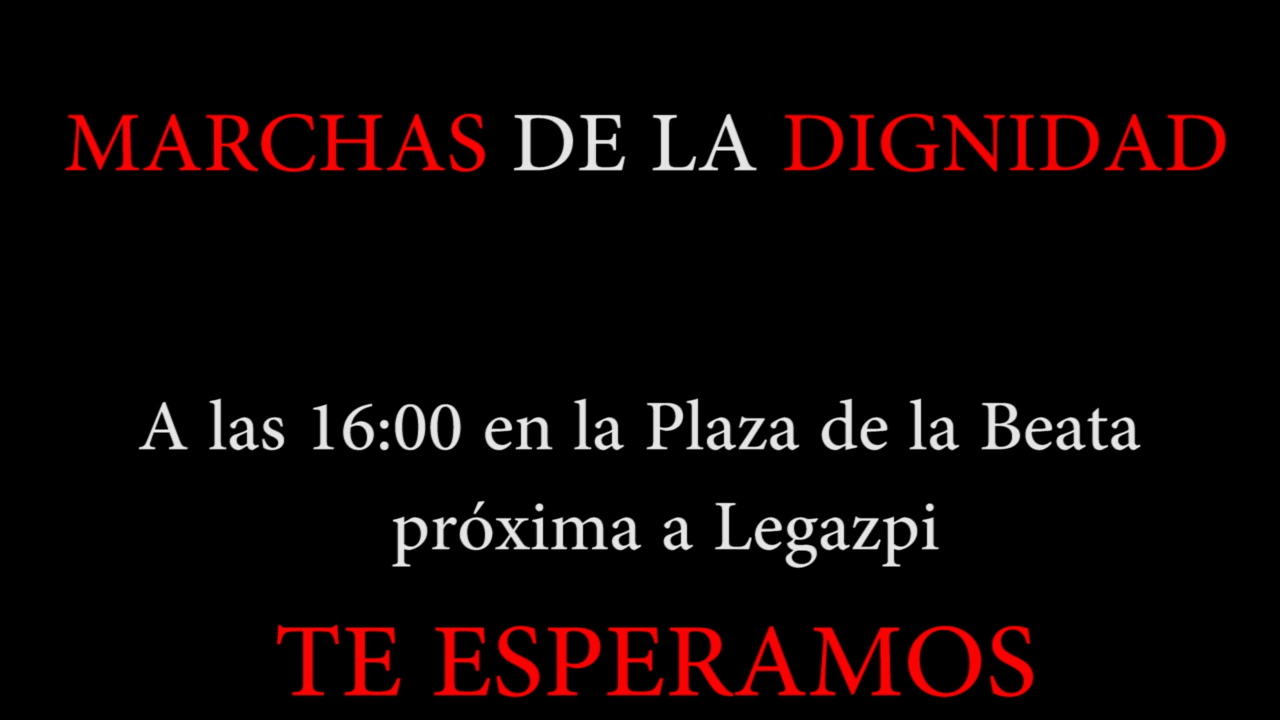 MARCHAS DE LA DIGNIDAD
A las 16:00 en la Plaza de la Beata
próxima a Legazpi
TE ESPERAMOS